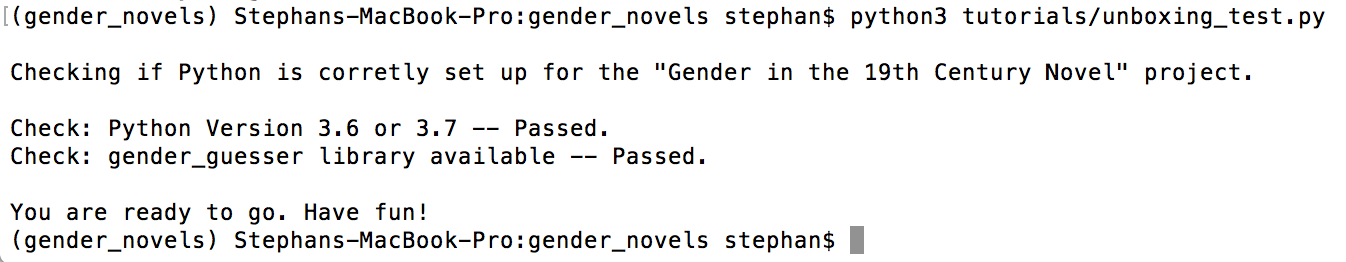 [(gender_novels) Stephans-MacBook-Pro:gender_novels stephan$ python3 tutorials/unboxing_test.py
Checking if Python is corretly set up for the "Gender in the 19th Century Novel" project.
Check: Python Version 3.6 or 3.7 -- Passed.
Check: gender_guesser library available -- Passed.
You are ready to go. Have fun!
(gender_novels) Stephans-MacBook-Pro:gender_novels stephan$